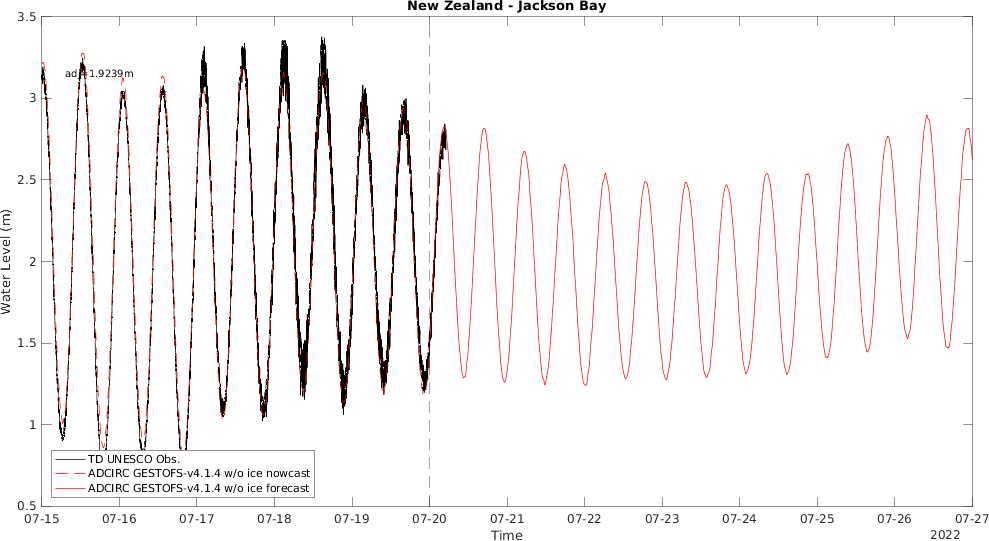 New Zealand - Jackson Bay
3.5
3
2.5
2
1.5
1
0.5
Water Level (m)
1.9239m
TD UNESCO Obs.
ADCIRC GESTOFS-v4.1.4 w/o ice nowcast
ADCIRC GESTOFS-v4.1.4 w/o ice forecast
07-15 07-16 07-17 07-18 07-19 07-20 07-21 07-22 07-23 07-24 07-25 07-26 07-27
Time
2022